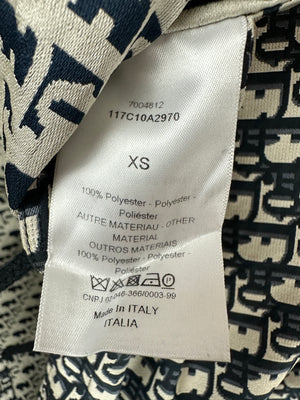 7004812
117C10A2970
XS
100% Polyester - Polyester -
Poliéster
AUTRE MATERIAU - OTHER
MATERIAL
OUTROS MATERIAIS
100% Polyester - Polyester -
Poliéster
CNPJ 02.046-366/0003-99
Made In ITALY
ITALIA